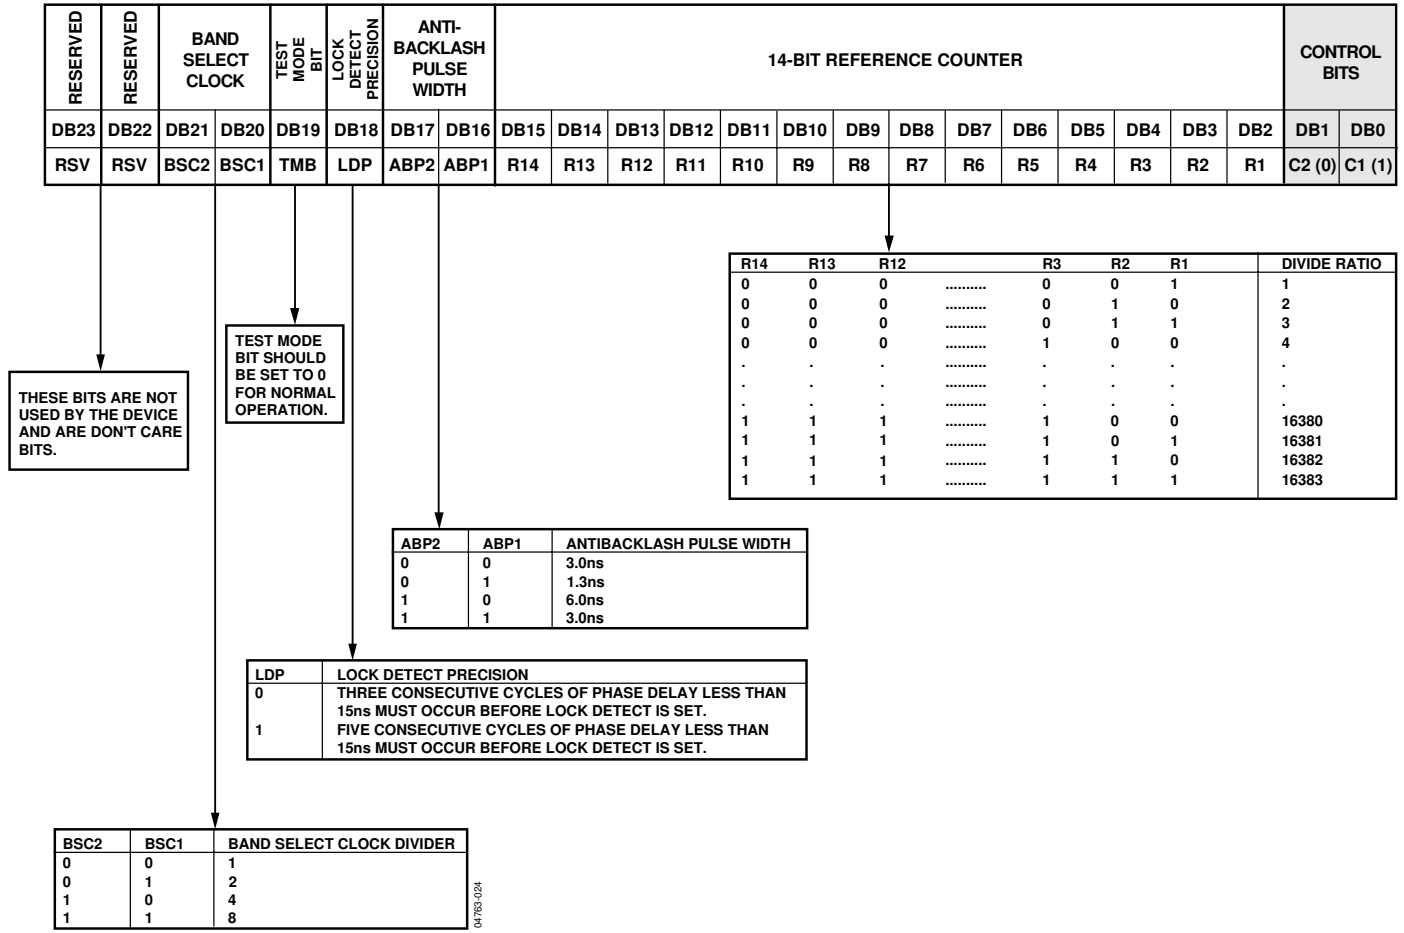 RESERVED
RESERVED
BAND
SELECT
CLOCK
TEST
MODE
BIT
LOCK
DETECT
PRECISION
ANTI-
BACKLASH
PULSE
WIDTH
14-BIT REFERENCE COUNTER
CONTROL
BITS
DB23 DB22 DB21 DB20 DB19 DB18 DB17 DB16 DB15 DB14 DB13 DB12 DB11 DB10 DB9 DB8 DB7 DB6 DB5 DB4 DB3 DB2 DB1 DB0
RSV RSV BSC2 BSC1 TMB LDP ABP2 ABP1 R14 R13 R12 R11 R10 R9 R8 R7 R6 R5 R4 R3 R2 R1 C2 (0) C1 (1)
R14 R13 R12 R3 R2 R1 DIVIDE RATIO
0 0 0 .......... 0 0 1 1
0 0 0 .......... 0 1 0 2
0 0 0 .......... 0 1 1 3
0 0 0 .......... 1 0 0 4
. . . .......... . . . .
. . . .......... . . . .
. . . .......... . . . .
1 1 1 .......... 1 0 0 16380
1 1 1 .......... 1 0 1 16381
1 1 1 .......... 1 1 0 16382
1 1 1 .......... 1 1 1 16383
TEST MODE
BIT SHOULD
BE SET TO 0
FOR NORMAL
OPERATION.
THESE BITS ARE NOT
USED BY THE DEVICE
AND ARE DON'T CARE
BITS.
ABP2 ABP1 ANTIBACKLASH PULSE WIDTH
0 0 3.0ns
0 1 1.3ns
1 0 6.0ns
1 1 3.0ns
LDP LOCK DETECT PRECISION
0 THREE CONSECUTIVE CYCLES OF PHASE DELAY LESS THAN
15ns MUST OCCUR BEFORE LOCK DETECT IS SET.
1 FIVE CONSECUTIVE CYCLES OF PHASE DELAY LESS THAN
15ns MUST OCCUR BEFORE LOCK DETECT IS SET.
BSC2 BSC1 BAND SELECT CLOCK DIVIDER
0 0 1
0 1 2
1 0 4
1 1 8
04763-024